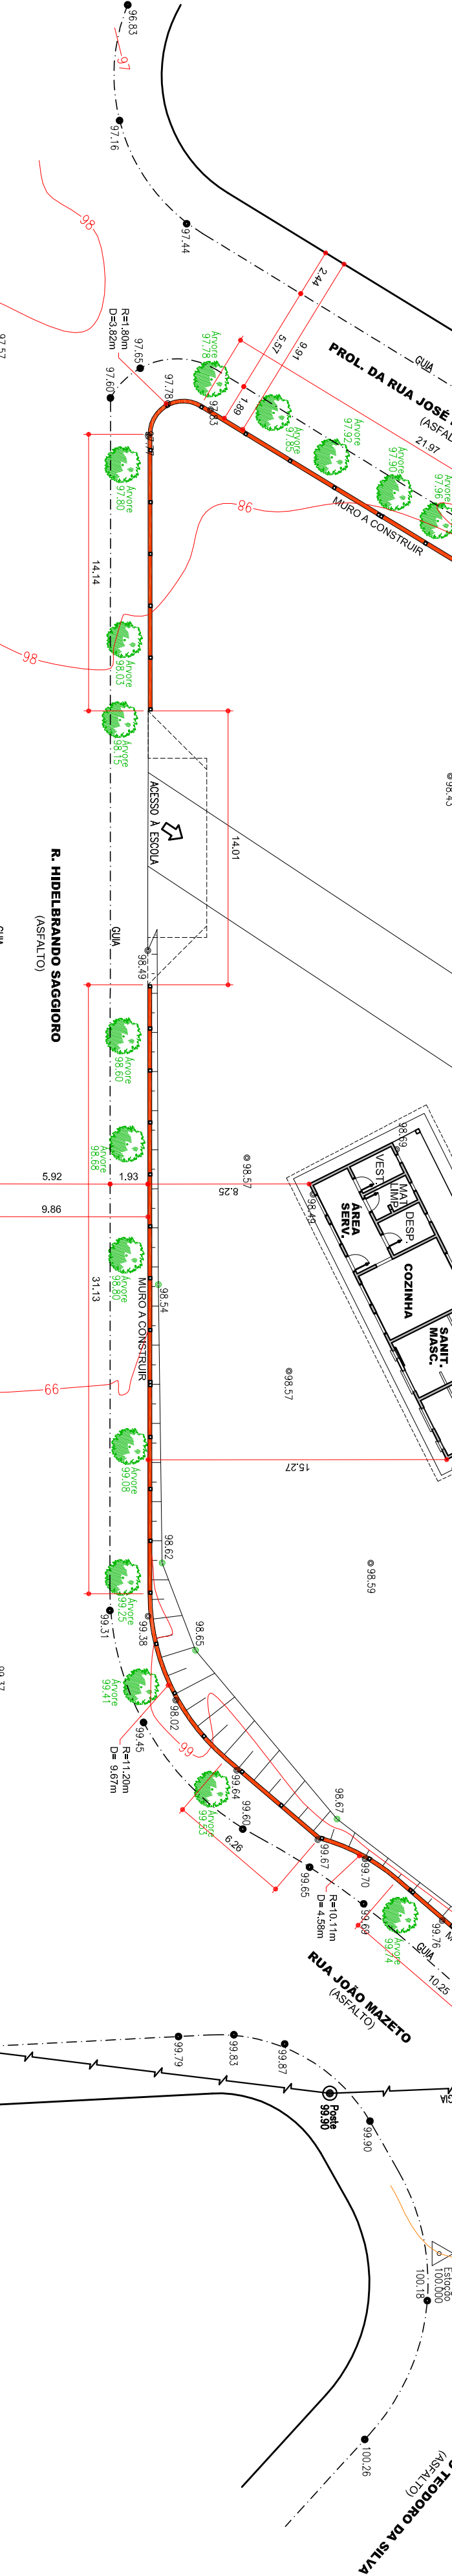 96.83
97
97.16
98
97.44
2.44
5.57
9.91
1.89
GUIA
PROL. DA RUA JOSÉ
21.97
R=1.80m
D=3.82m
97.65
97.60
97.78
Árvore
97.78
97.83
Árvore
97.85
Árvore
97.92
Árvore
97.90
Árvore
97.96
MURO A CONSTRUIR
97.57
Árvore
97.80
98
14.14
Árvore
98.03
98
Árvore
98.15
98.43
14.01
ACESSO À ESCOLA
R. HIDELBRANDO SAGGIORO
(ASFALTO)
GUIA
GUIA
98.49
Árvore
98.60
Árvore
98.68
98.57
98.69
98.49
VEST.
MAT.
LIMP.
DESP.
ÁREA
SERV.
COZINHA
SANIT.
MASC.
5.92
1.93
8.25
9.86
31.13
Árvore
98.80
MURO A CONSTRUIR
98.54
99
98.57
15.27
Árvore
99.08
98.62
98.59
Árvore
99.25
99.31
99.38
98.65
99.37
Árvore
99.41
99.45
98.02
R=11.20m
D= 9.67m
99
99.64
Árvore
99.53
99.60
6.26
98.67
99.67
99.65
99.70
R=10.11m
D= 4.58m
99.69
Árvore
99.74
99.76
GUIA
10.25
RUA JOÃO MAZETO
(ASFALTO)
99.79
99.83
99.87
Poste
99.90
99.90
Estação
100.000
100.18
100.26
TEODORO DA SILVA
(ASFALTO)